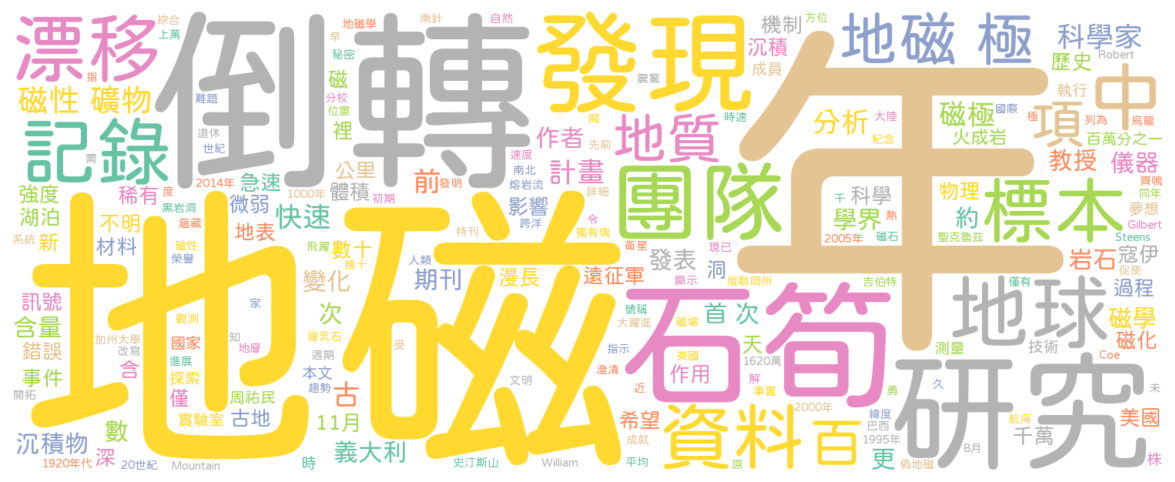 綜合
上萬
地磁學
早
南針
自然
秘密
漂移
指
倒轉
發現
震驚
機制
方位
沉積
成員
地磁 極
科學家
Robert
歷史
磁性 礦物
難題
磁
分校
位置
裡
退休
世紀
需
記錄
聞
時速
先前
作者
地質
年
大陸
紀念
分析
磁極
火成岩
國際
極
執行
項
列為
中
烏龍
百萬分之一
教授
儀器
強度
湖泊
稀有
度
2014年
急速
微弱
公里
體積
1000年
計畫
前
發明
速度
南北
熔岩流
影響
跨洋
詳細
令
獨有偶
團隊
千
科學
學界
熱
物理
約
磁石
標本
齊鳴
同年
夢想
Gilbert
Steens
不明
黑岩洞
蘊藏
地表
快速
初期
系統
新
材料
磁性
榮譽
飛躍
數十
幾十
人類
期刊
特刊
漫長
遠征軍
衛星
發表
現已
顯示
洞
俄勒岡州
2005年
聖克魯茲
吉伯特
僅有
岩石
寇伊
促使
過程
訊號
含量
錯誤
事件
開拓
家
觀測
變化
次
號稱
大躍進
首 次
磁場
天
1620萬
石筍
地球
磁學
磁化
加州大學
改寫
含
國家
進展
知
地層
鐘乳石
週期
本文
趨勢
受
指示
澄清
近
英國
作用
解
事實
測量
技術
Coe
地磁
探索
僅
周祐民
實驗室
古地
古
文明
希望
成就
平均
2000年
勇
久
緯度
巴西
1995年
更
偽地磁
研究
8月
航海
千萬
未
美國
株
沉積物
數
深
1920年代
20世紀
Mountain
11月
時
義大利
史汀斯山
William
資料
原
百